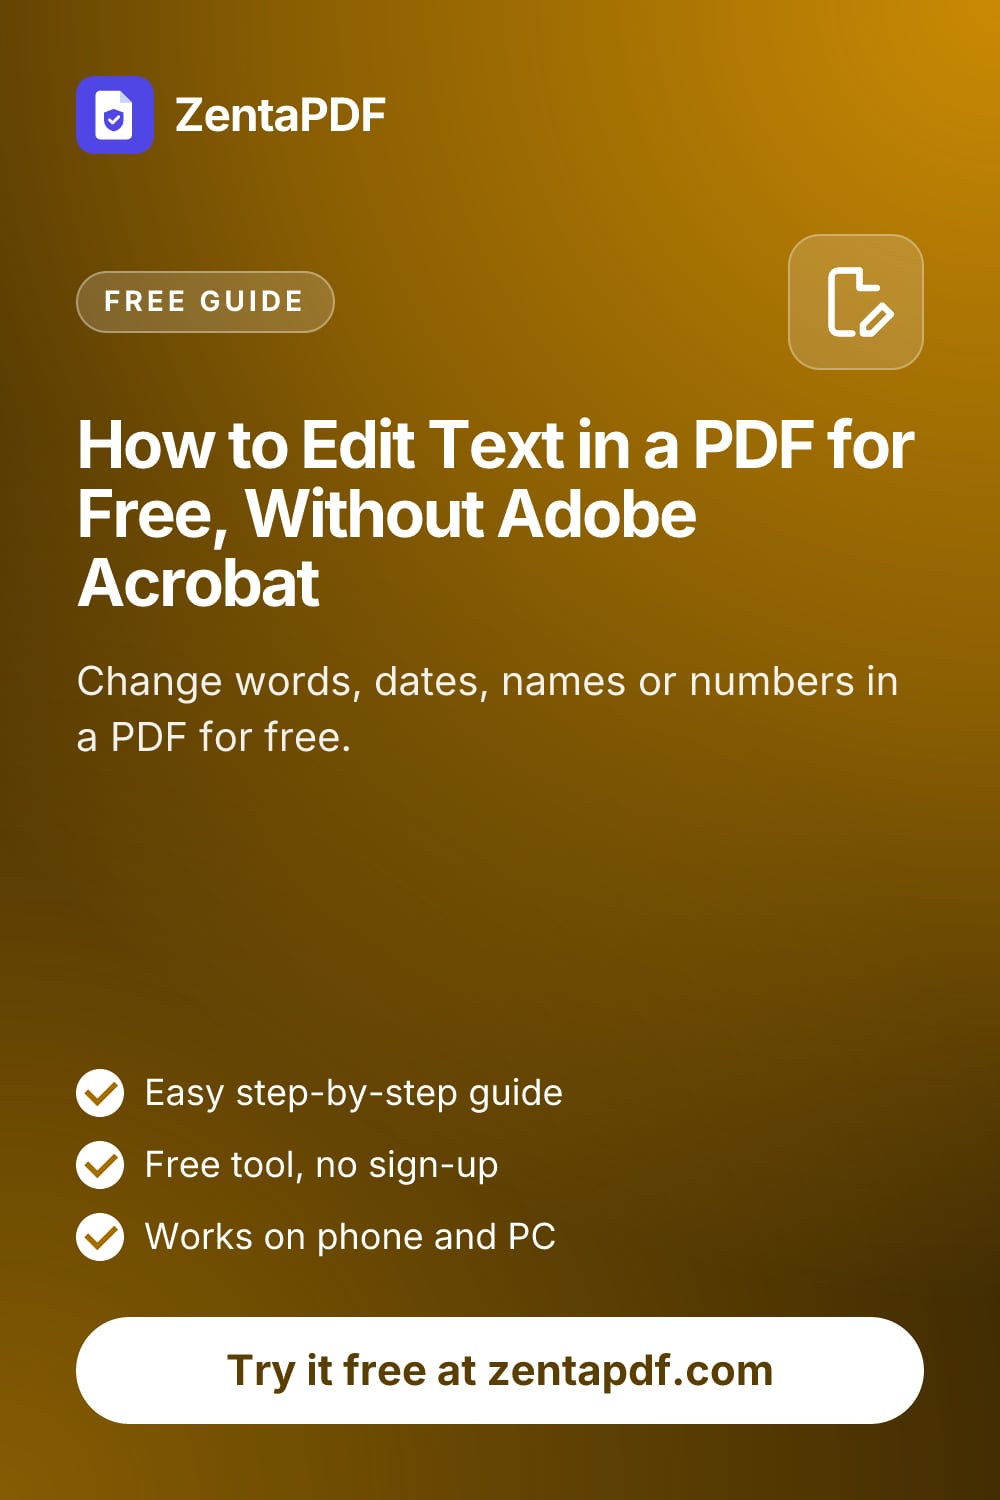 ZentaPDF
FREE GUIDE
How to Edit Text in a PDF for
Free, Without Adobe
Acrobat
Change words, dates, names or numbers in
a PDF for free.
Easy step-by-step guide
Free tool, no sign-up
Works on phone and PC
Try it free at zentapdf.com